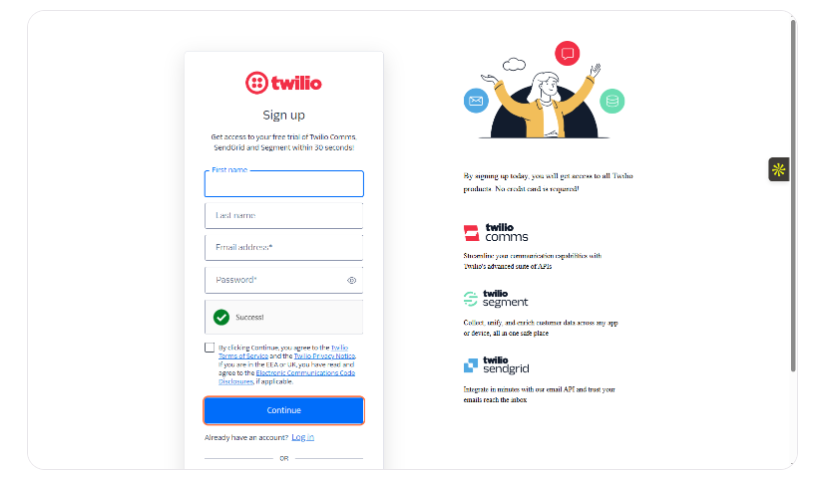 twilio
Sign up
Get access to your free trial of Twilio Comms,
SendGrid and Segment within 30 seconds!
First name
Last name
Email address*
Password*
Success!
By clicking Continue, you agree to the Twilio
Terms of Service and the Twilio Privacy Notice.
If you are in the EEA or UK, you have read and
agree to the Electronic Communications Code
Disclosures, if applicable.
Continue
Already have an account? Log in
OR
By signing up today, you will get access to all Twilio
products. No credit card is required!
twilio
comms
Streamline your communication capabilities with
Twilio's advanced suite of APIs
twilio
segment
Collect, unify, and enrich customer data across any app
or device, all in one safe place
twilio
sendgrid
Integrate in minutes with our email API and trust your
emails reach the inbox